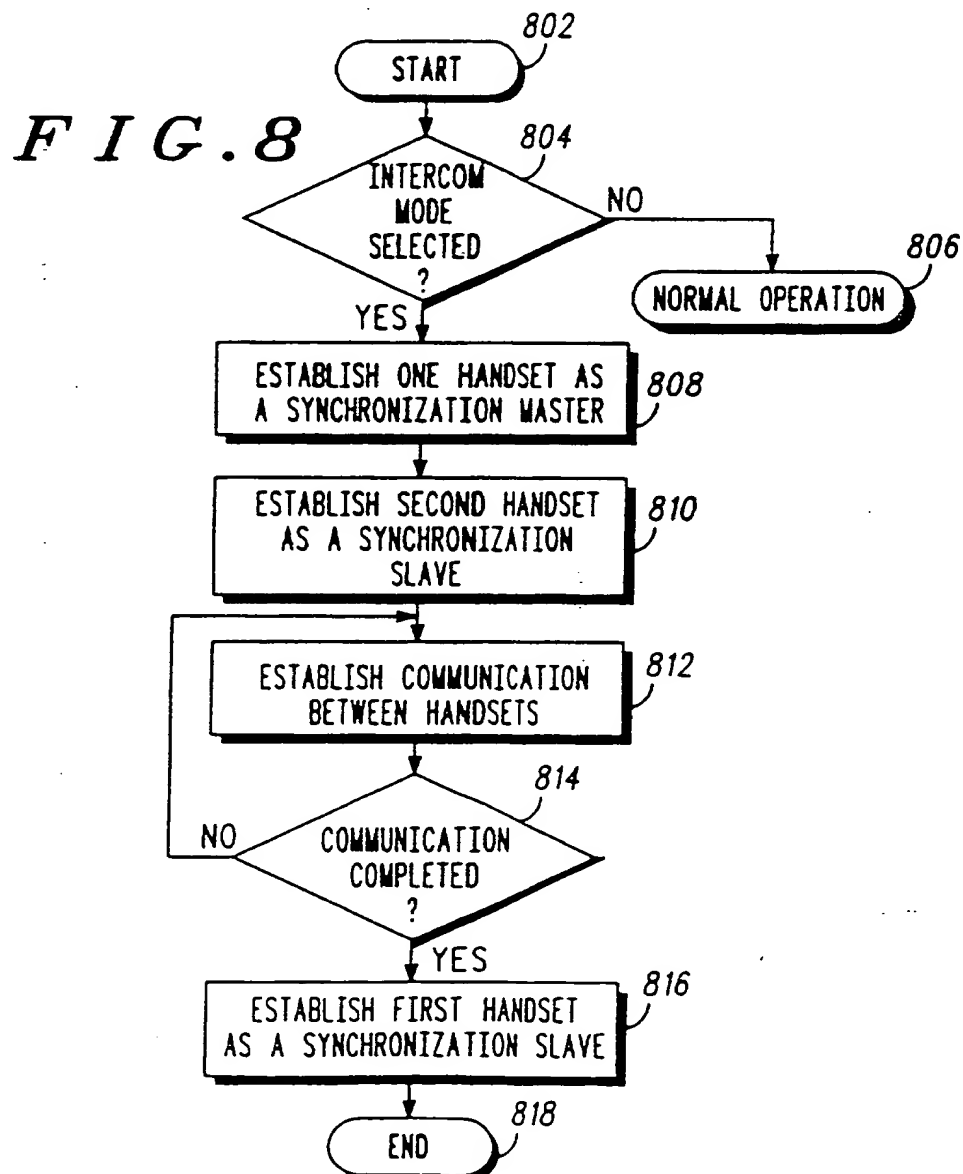 802
START
FIG.8
804
INTERCOM
MODE
SELECTED
?
NO
806
NORMAL OPERATION
YES
ESTABLISH ONE HANDSET AS
A SYNCHRONIZATION MASTER
808
ESTABLISH SECOND HANDSET
AS A SYNCHRONIZATION
SLAVE
810
ESTABLISH COMMUNICATION
BETWEEN HANDSETS
812
814
NO
COMMUNICATION
COMPLETED
?
YES
ESTABLISH FIRST HANDSET
AS A SYNCHRONIZATION SLAVE
816
END
818